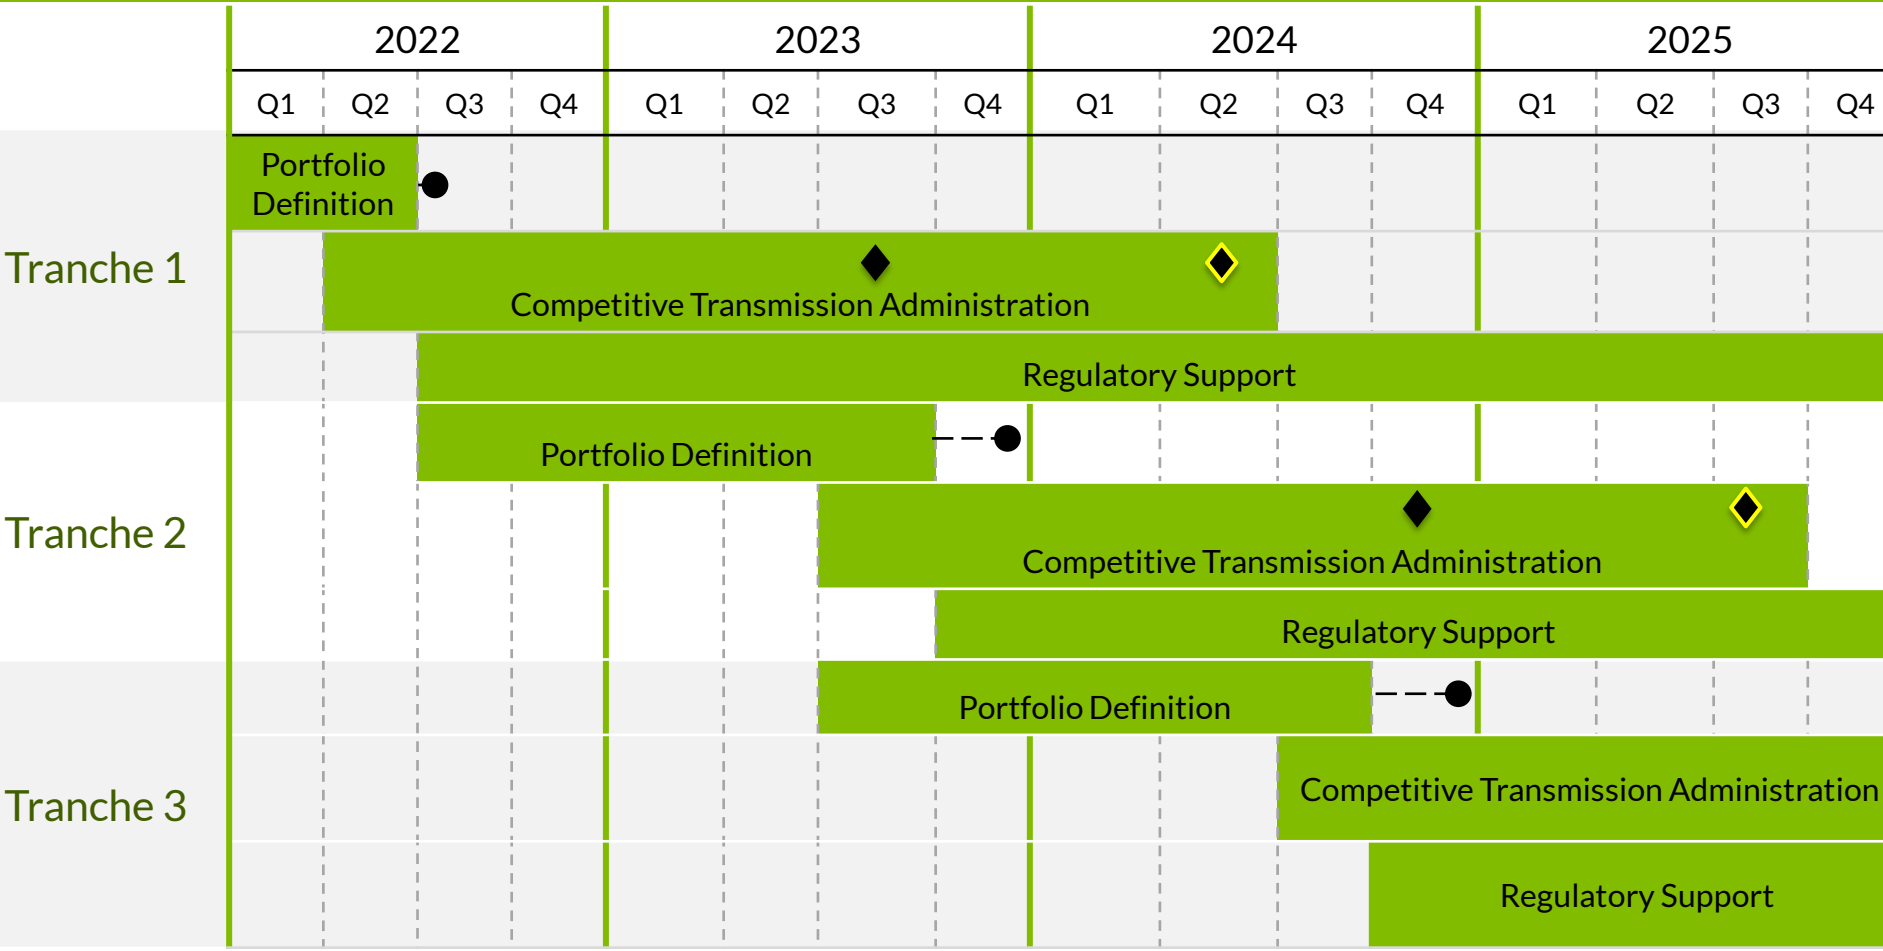 2022 2023 2024 2025
Q1 Q2 Q3 Q4 Q1 Q2 Q3 Q4 Q1 Q2 Q3 Q4 Q1 Q2 Q3 Q4
Tranche 1
Portfolio
Definition
Competitive Transmission Administration
Regulatory Support
Tranche 2
Portfolio Definition
Competitive Transmission Administration
Regulatory Support
Tranche 3
Portfolio Definition
Competitive Transmission Administration
Regulatory Support